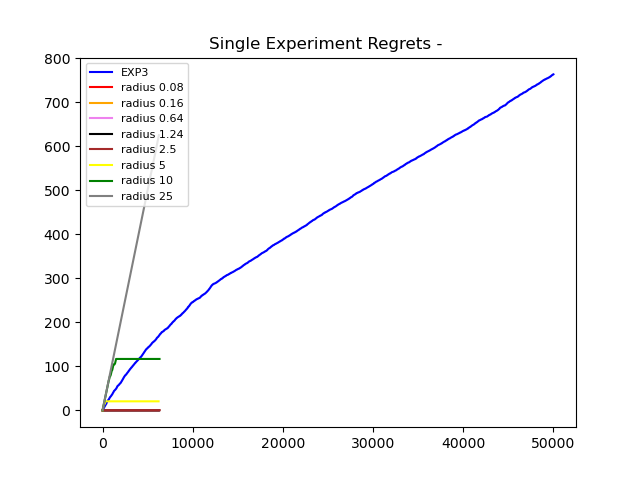 Single Experiment Regrets -
800
700
600
500
400
300
200
100
0
EXP3
radius 0.08
radius 0.16
radius 0.64
radius 1.24
radius 2.5
radius 5
radius 10
radius 25
0 10000 20000 30000 40000 50000